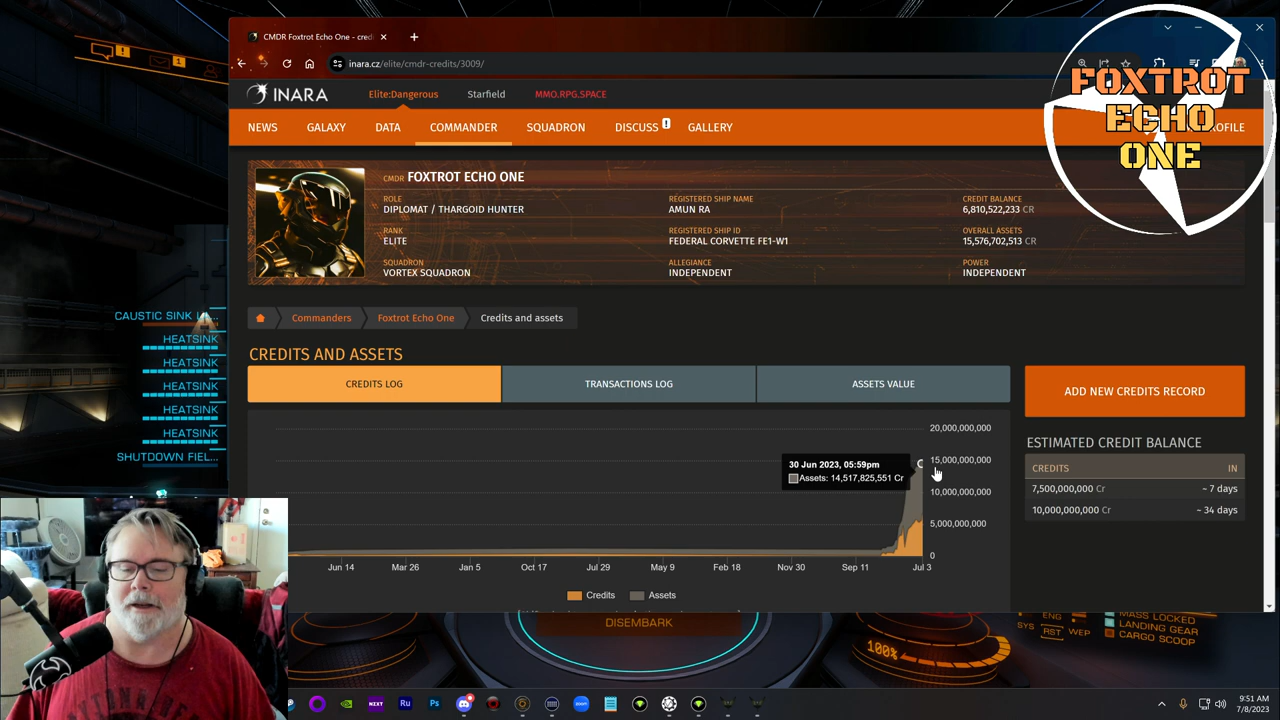 CMDR Foxtrot Echo One - cred
inara.cz/elite/cmdr-credits/3009/
INARA
Elite:Dangerous
Starfield
MMO.RPG.SPACE
FOXTROT
ECHO
ONE
NEWS
GALAXY
DATA
COMMANDER
SQUADRON
DISCUSS !
GALLERY
CMDR FOXTROT ECHO ONE
ROLE
DIPLOMAT / THARGOID HUNTER
RANK
ELITE
SQUADRON
VORTEX SQUADRON
REGISTERED SHIP NAME
AMUN RA
REGISTERED SHIP ID
FEDERAL CORVETTE FE1-W1
ALLEGIANCE
INDEPENDENT
CREDIT BALANCE
6,810,522,233 CR
OVERALL ASSETS
15,576,702,513 CR
POWER
INDEPENDENT
Commanders
Foxtrot Echo One
Credits and assets
CREDITS AND ASSETS
CREDITS LOG
TRANSACTIONS LOG
ASSETS VALUE
ADD NEW CREDITS RECORD
ESTIMATED CREDIT BALANCE
CREDITS IN
7,500,000,000 Cr ~ 7 days
10,000,000,000 Cr ~ 34 days
20,000,000,000
15,000,000,000
10,000,000,000
5,000,000,000
0
30 Jun 2023, 05:59pm
Assets: 14,517,825,551 Cr
Jun 14
Mar 26
Jan 5
Oct 17
Jul 29
May 9
Feb 18
Nov 30
Sep 11
Jul 3
Credits
Assets
HEATSINK
HEATSINK
HEATSINK
HEATSINK
HEATSINK
SHUTDOWN FIEL...
DISEMBARK
100%
SYS
ENG
RST
WEP
MASS LOCKED
LANDING GEAR
CARGO SCOOP
NEXT
Ru
Ps
zoom
9:51 AM
7/8/2023